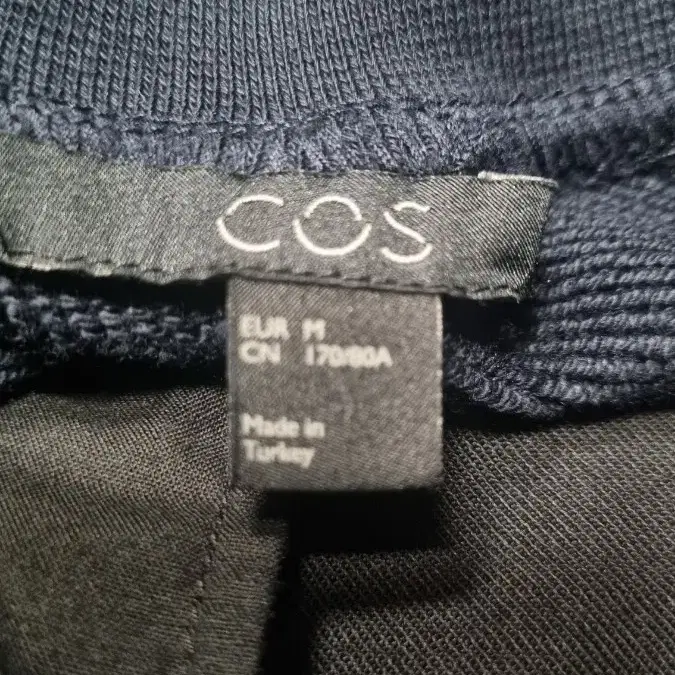 COS
EUR M
CN 170/80A
Made in
Turkey